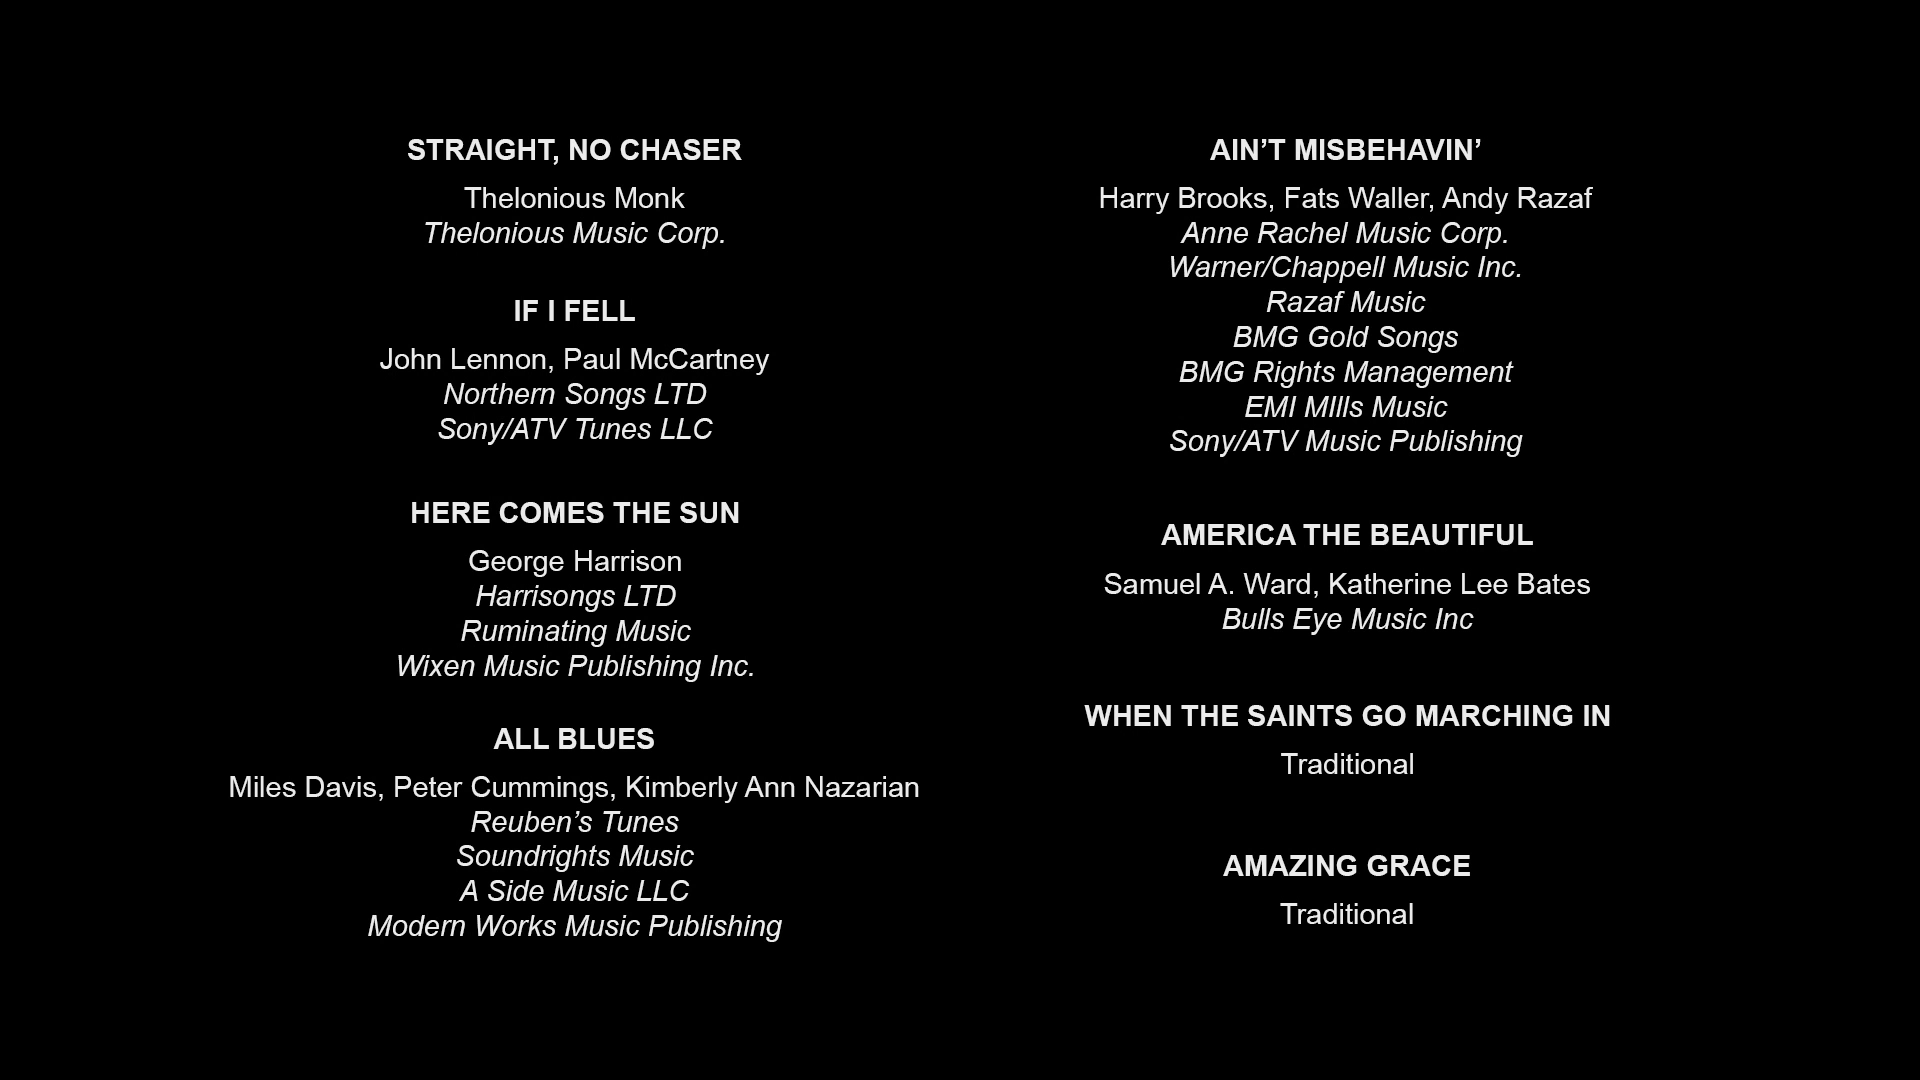 STRAIGHT, NO CHASER
Thelonious Monk
Thelonious Music Corp.
IF I FELL
John Lennon, Paul McCartney
Northern Songs LTD
Sony/ATV Tunes LLC
HERE COMES THE SUN
George Harrison
Harrisongs LTD
Ruminating Music
Wixen Music Publishing Inc.
ALL BLUES
Miles Davis, Peter Cummings, Kimberly Ann Nazarian
Reuben’s Tunes
Soundrights Music
A Side Music LLC
Modern Works Music Publishing
AIN’T MISBEHAVIN’
Harry Brooks, Fats Waller, Andy Razaf
Anne Rachel Music Corp.
Warner/Chappell Music Inc.
Razaf Music
BMG Gold Songs
BMG Rights Management
EMI MIlls Music
Sony/ATV Music Publishing
AMERICA THE BEAUTIFUL
Samuel A. Ward, Katherine Lee Bates
Bulls Eye Music Inc
WHEN THE SAINTS GO MARCHING IN
Traditional
AMAZING GRACE
Traditional